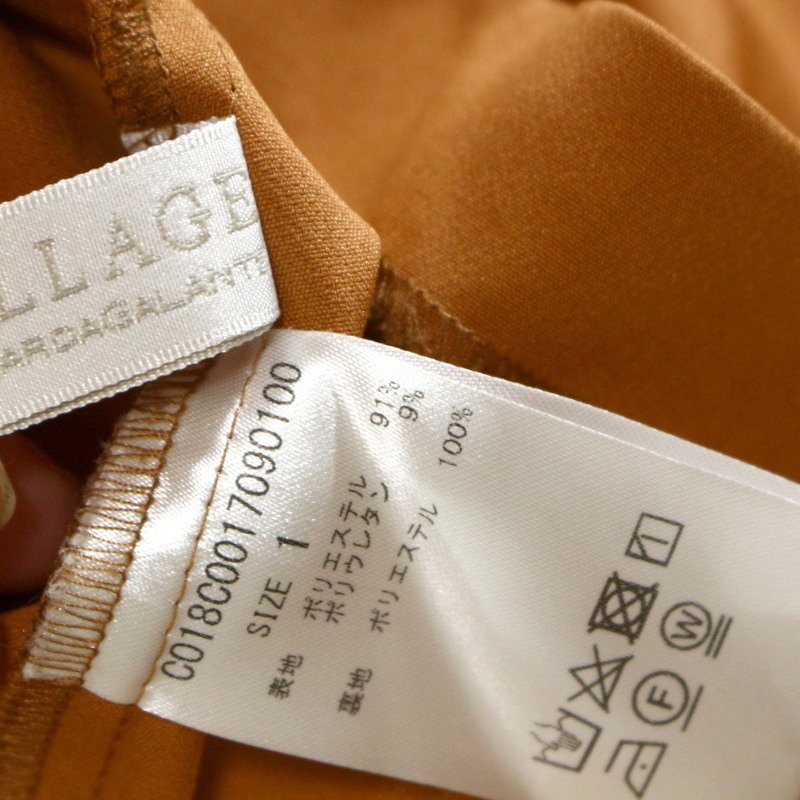 LLAGE
ARDAGALANTE
C018C0017090100
SIZE 1
表地 ポリエステル 91%
ポリウレタン 9%
裏地 ポリエステル 100%
W
F